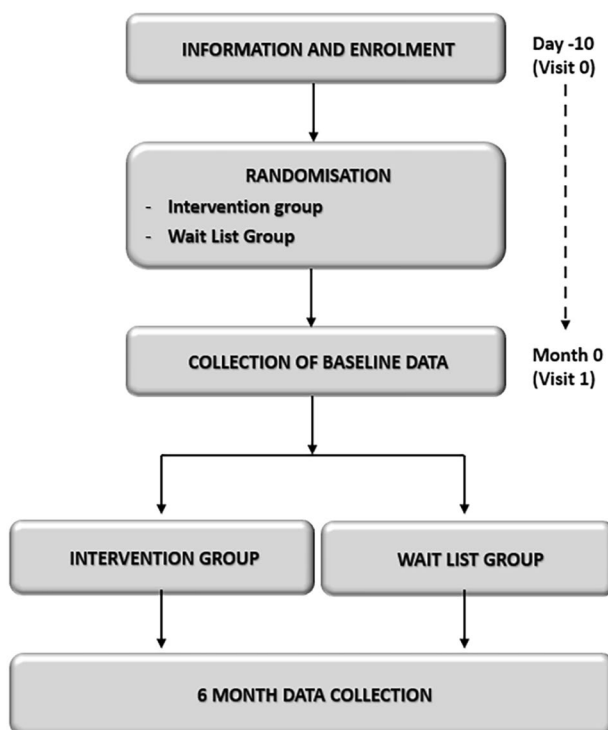 INFORMATION AND ENROLMENT
Day -10
(Visit 0)
RANDOMISATION
- Intervention group
- Wait List Group
COLLECTION OF BASELINE DATA
Month 0
(Visit 1)
INTERVENTION GROUP
WAIT LIST GROUP
6 MONTH DATA COLLECTION